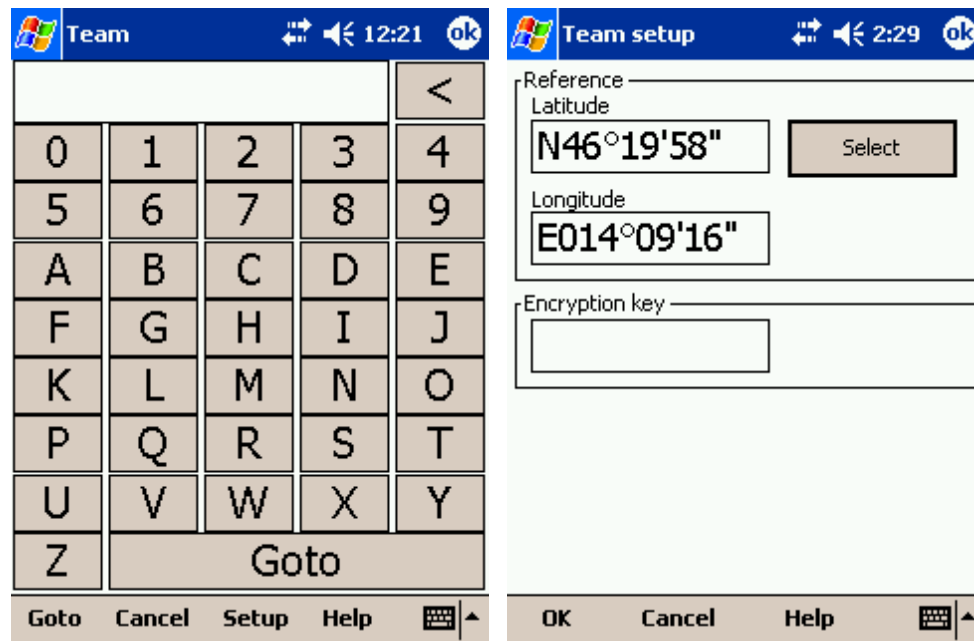 Team 12:21 ok
<
0 1 2 3 4
5 6 7 8 9
A B C D E
F G H I J
K L M N O
P Q R S T
U V W X Y
Z Goto
Goto Cancel Setup Help
Team setup 2:29 ok
Reference
Latitude
N46°19'58" Select
Longitude
E014°09'16"
Encryption key
OK Cancel Help